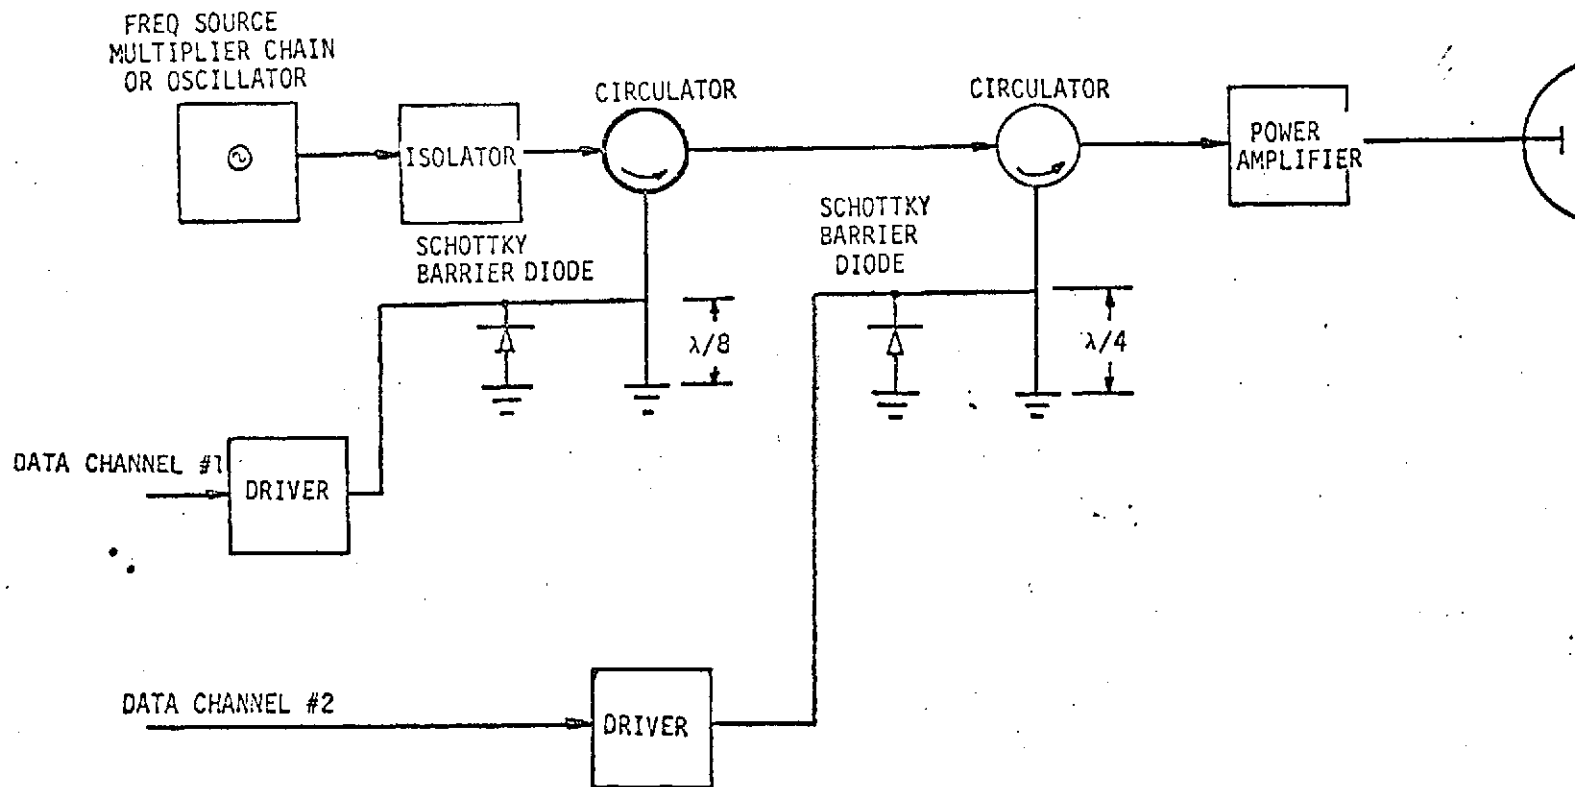 FREQ SOURCE
MULTIPLIER CHAIN
OR OSCILLATOR
ISOLATOR
CIRCULATOR
CIRCULATOR
POWER
AMPLIFIER
SCHOTTKY
BARRIER DIODE
SCHOTTKY
BARRIER
DIODE
λ/8
λ/4
DATA CHANNEL #1
DRIVER
DATA CHANNEL #2
DRIVER